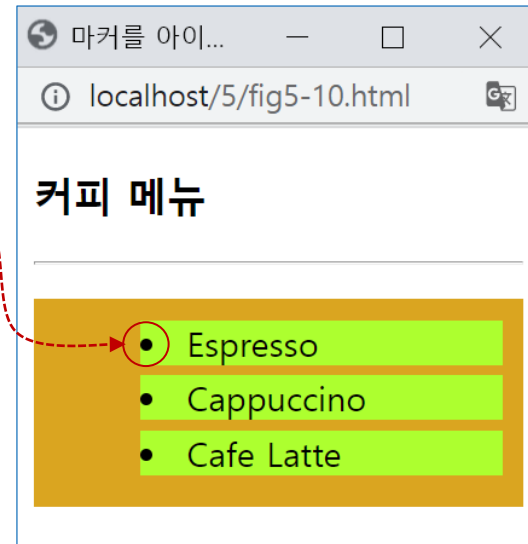 마커를 아이...
localhost/5/fig5-10.html
커피 메뉴
• Espresso
• Cappuccino
• Cafe Latte